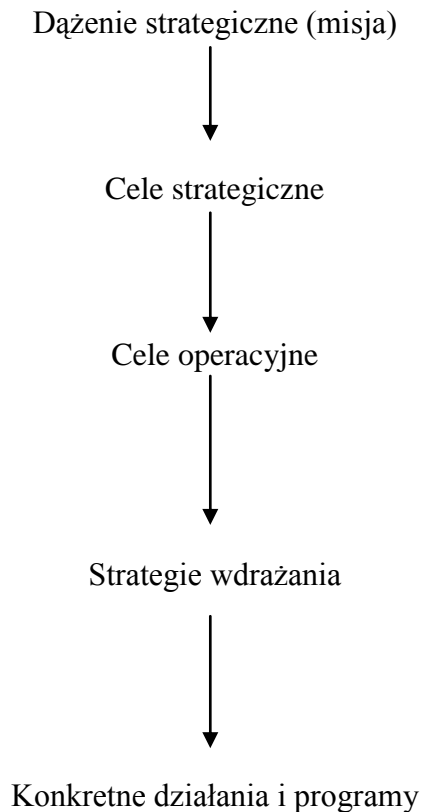 Dążenie strategiczne (misja)
Cele strategiczne
Cele operacyjne
Strategie wdrażania
Konkretne działania i programy